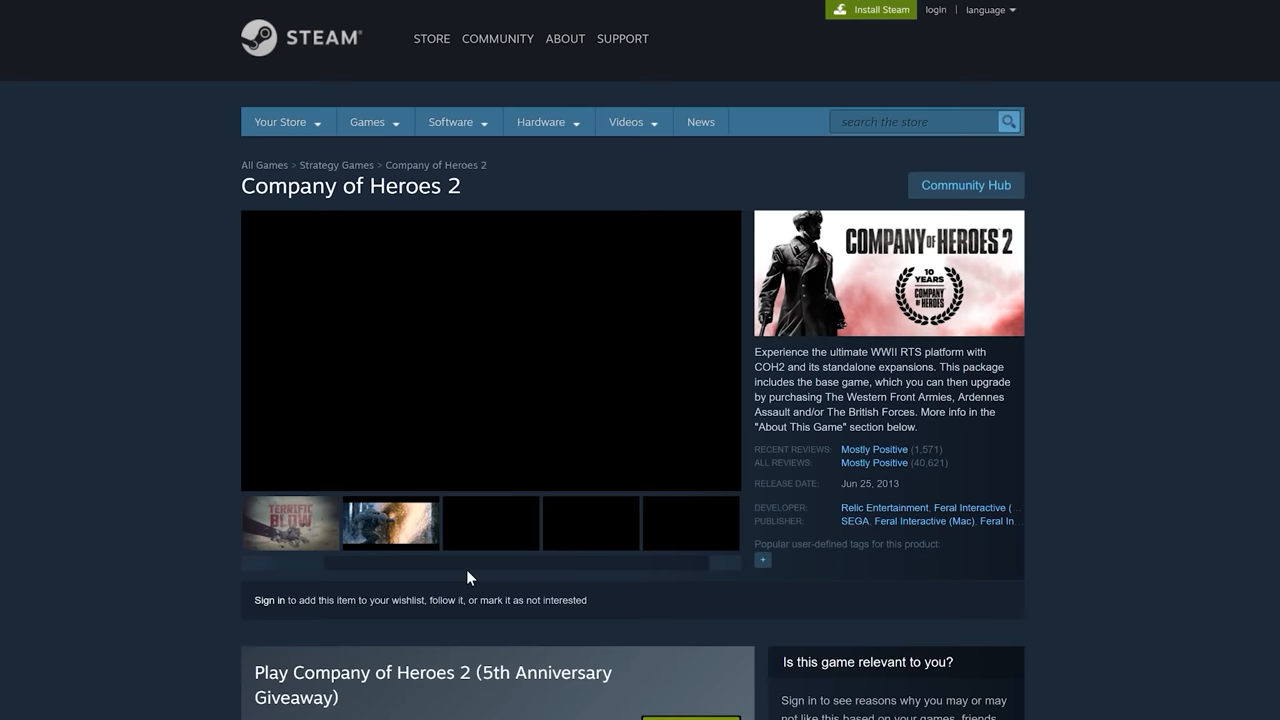 Install Steam
login
language
STEAM
STORE
COMMUNITY
ABOUT
SUPPORT
Your Store
Games
Software
Hardware
Videos
News
search the store
All Games > Strategy Games > Company of Heroes 2
Company of Heroes 2
Community Hub
COMPANY OF HEROES 2
10
YEARS
COMPANY
OF
HEROES
Experience the ultimate WWII RTS platform with
COH2 and its standalone expansions. This package
includes the base game, which you can then upgrade
by purchasing The Western Front Armies, Ardennes
Assault and/or The British Forces. More info in the
"About This Game" section below.
RECENT REVIEWS: Mostly Positive (1,571)
ALL REVIEWS: Mostly Positive (40,621)
RELEASE DATE: Jun 25, 2013
DEVELOPER: Relic Entertainment, Feral Interactive (...
PUBLISHER: SEGA, Feral Interactive (Mac), Feral In...
Popular user-defined tags for this product:
+
TERRIFIC
BLOW
Sign in to add this item to your wishlist, follow it, or mark it as not interested
Play Company of Heroes 2 (5th Anniversary
Giveaway)
Is this game relevant to you?
Sign in to see reasons why you may or may
not like this based on your games, friends,